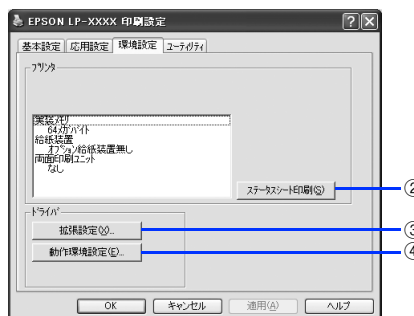 EPSON LP-XXXX 印刷設定
基本設定 応用設定 環境設定 ユーティリティ
プリンタ
実装メモリ
64メガバイト
給紙装置
オプション給紙装置無し
両面印刷ユニット
なし
ステータスシート印刷(S)
②
ドライバ
拡張設定(X)...
③
動作環境設定(E)...
④
OK キャンセル 適用(A) ヘルプ